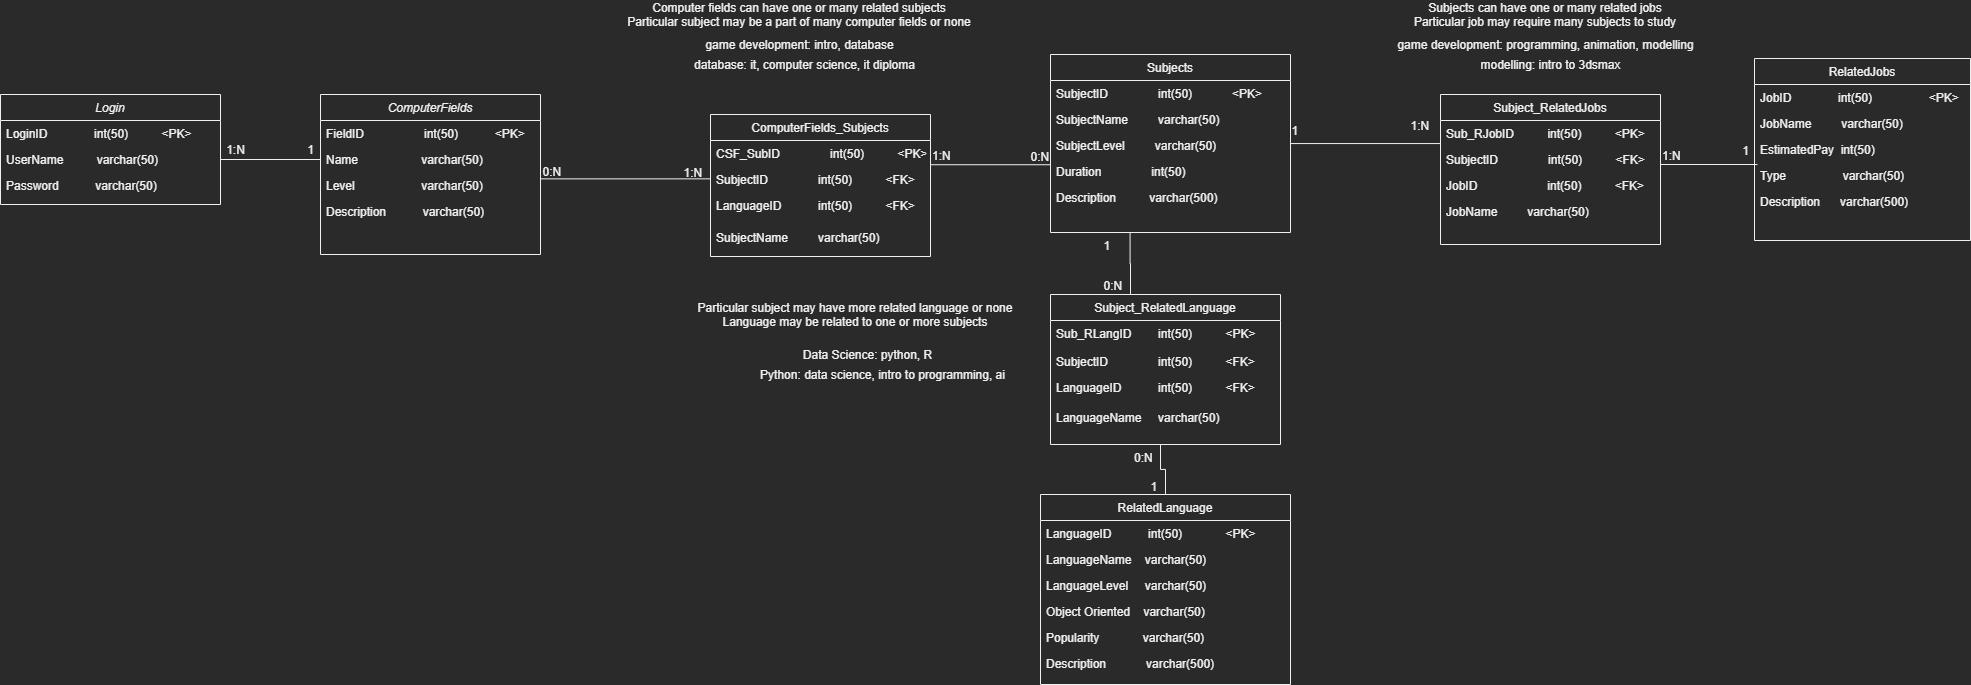 Computer fields can have one or many related subjects
Particular subject may be a part of many computer fields or none
game development: intro, database
database: it, computer science, it diploma
Subjects can have one or many related jobs
Particular job may require many subjects to study
game development: programming, animation, modelling
modelling: intro to 3dsmax
Login
LoginID int(50) <PK>
UserName varchar(50)
Password varchar(50)
1:N 1
ComputerFields
FieldID int(50) <PK>
Name varchar(50)
Level varchar(50)
Description varchar(50)
0:N 1:N
ComputerFields_Subjects
CSF_SubID int(50) <PK>
SubjectID int(50) <FK>
LanguageID int(50) <FK>
SubjectName varchar(50)
1:N 0:N
Subjects
SubjectID int(50) <PK>
SubjectName varchar(50)
SubjectLevel varchar(50)
Duration int(50)
Description varchar(500)
1 1:N
Subject_RelatedJobs
Sub_RJobID int(50) <PK>
SubjectID int(50) <FK>
JobID int(50) <FK>
JobName varchar(50)
1:N 1
RelatedJobs
JobID int(50) <PK>
JobName varchar(50)
EstimatedPay int(50)
Type varchar(50)
Description varchar(500)
1
0:N
Particular subject may have more related language or none
Language may be related to one or more subjects
Data Science: python, R
Python: data science, intro to programming, ai
Subject_RelatedLanguage
Sub_RLangID int(50) <PK>
SubjectID int(50) <FK>
LanguageID int(50) <FK>
LanguageName varchar(50)
0:N
1
RelatedLanguage
LanguageID int(50) <PK>
LanguageName varchar(50)
LanguageLevel varchar(50)
Object Oriented varchar(50)
Popularity varchar(50)
Description varchar(500)